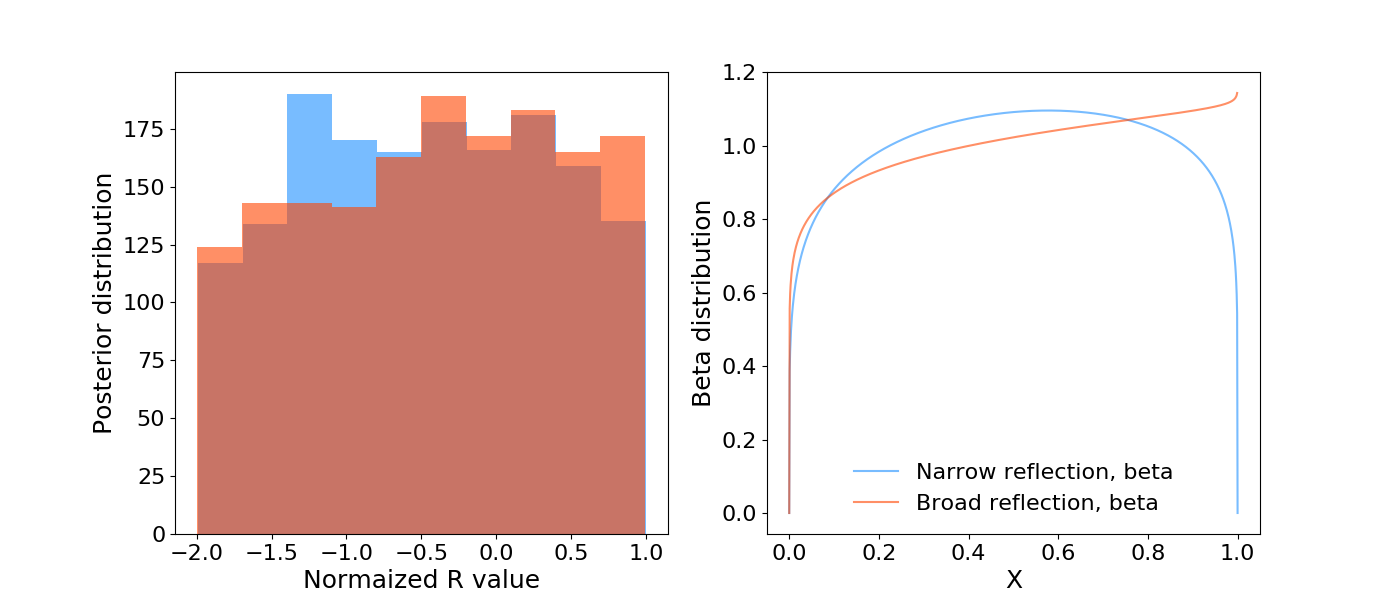 Posterior distribution
175
150
125
100
75
50
25
0
−2.0 −1.5 −1.0 −0.5 0.0 0.5 1.0
Normaized R value
Beta distribution
1.2
1.0
0.8
0.6
0.4
0.2
0.0
Narrow reflection, beta
Broad reflection, beta
0.0 0.2 0.4 0.6 0.8 1.0
X